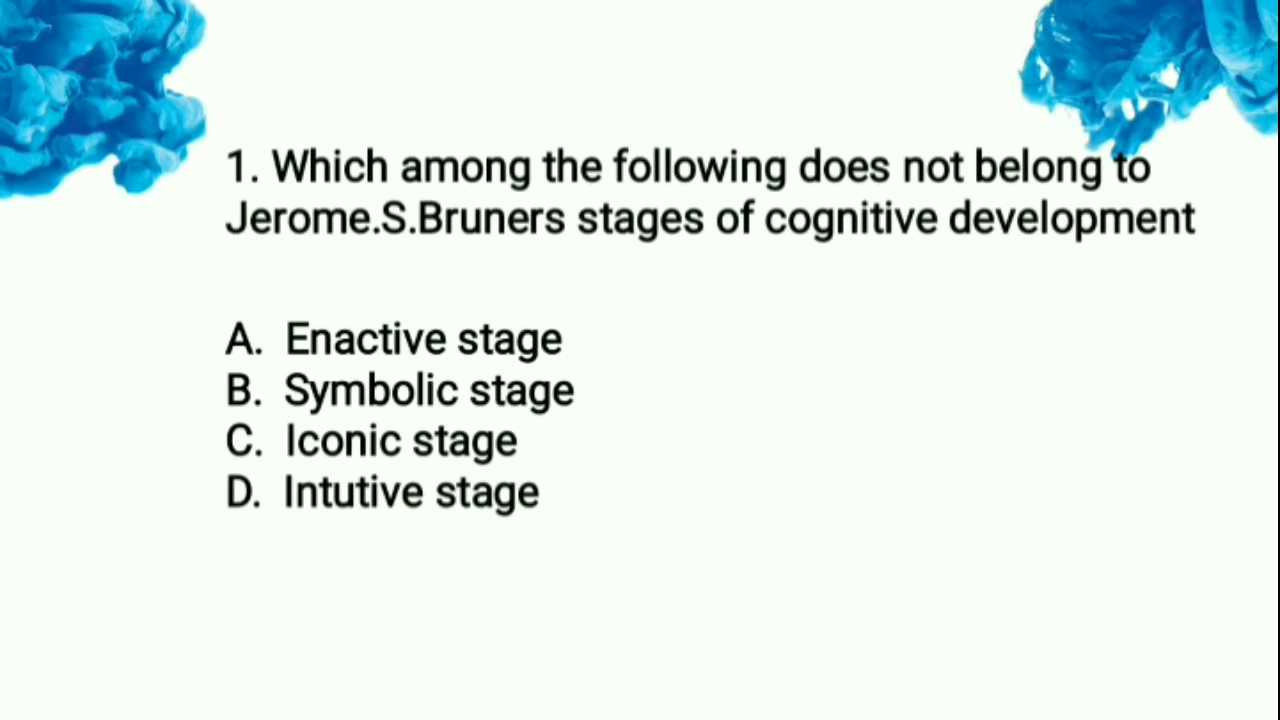 1. Which among the following does not belong to
Jerome.S.Bruners stages of cognitive development
A. Enactive stage
B. Symbolic stage
C. Iconic stage
D. Intutive stage